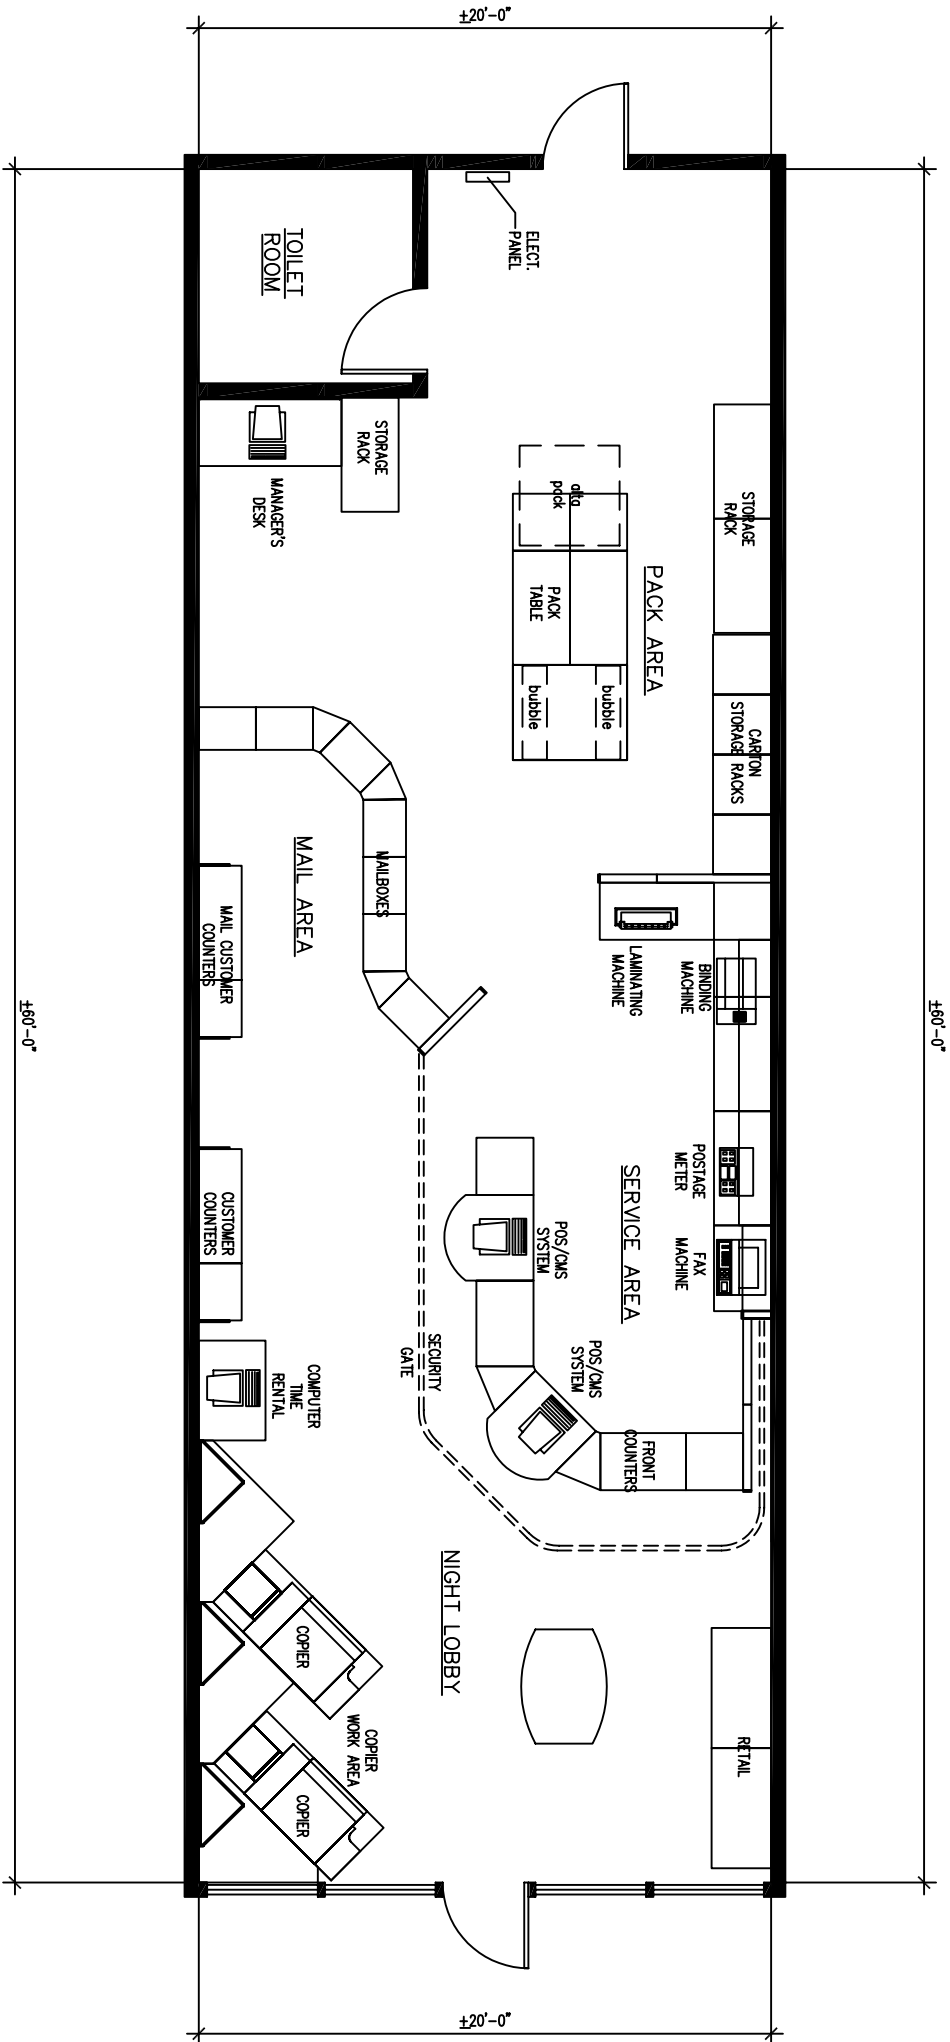 ±20'-0"
ELECT.
PANEL
TOILET
ROOM
STORAGE
RACK
MANAGER'S
DESK
alta
pack
PACK
TABLE
bubble
bubble
PACK AREA
STORAGE
RACK
CARTON
STORAGE RACKS
MAILBOXES
MAIL AREA
MAIL CUSTOMER
COUNTERS
LAMINATING
MACHINE
BINDING
MACHINE
±60'-0"
±60'-0"
POSTAGE
METER
FAX
MACHINE
SERVICE AREA
POS/CMS
SYSTEM
POS/CMS
SYSTEM
CUSTOMER
COUNTERS
SECURITY
GATE
COMPUTER
TIME
RENTAL
FRONT
COUNTERS
NIGHT LOBBY
COPIER
COPIER
WORK AREA
COPIER
RETAIL
±20'-0"